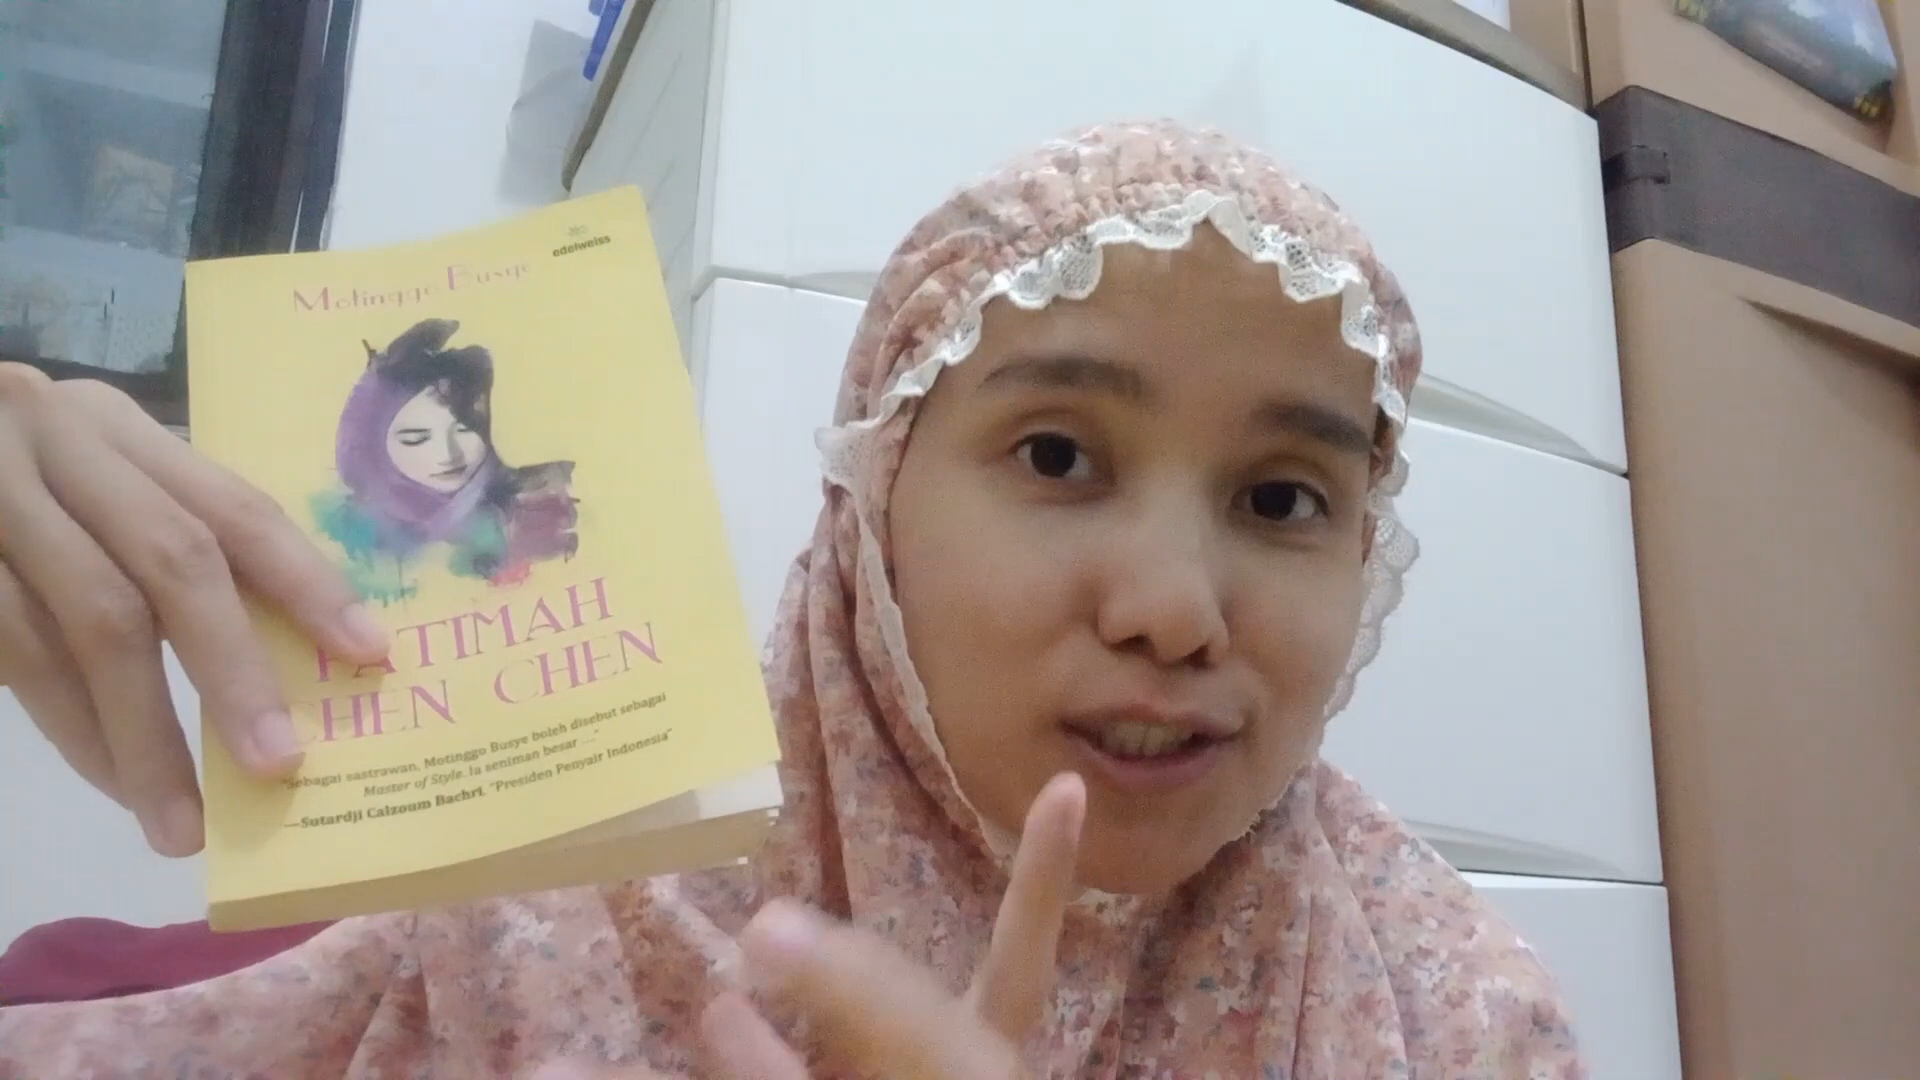 edelweiss
Motinggo Busye
FATIMAH
CHEN CHEN
"Sebagai sastrawan, Motinggo Busye boleh disebut sebagai
Master of Style. Ia seniman besar ...."
—Sutardji Calzoum Bachri, "Presiden Penyair Indonesia"